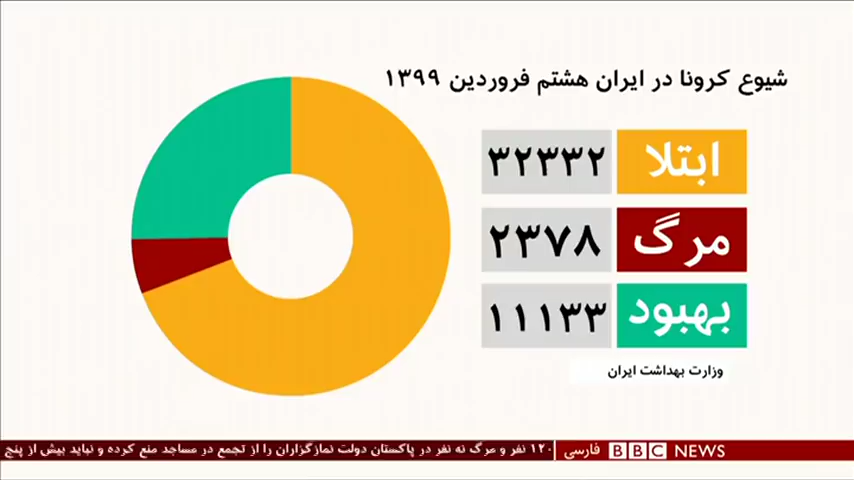 شیوع کرونا در ایران هشتم فروردین ۱۳۹۹
ابتلا ۳۲۳۳۲
مرگ ۲۳۷۸
بهبود ۱۱۱۳۳
وزارت بهداشت ایران
BBC NEWS فارسی
۱۲۰ نفر و مرگ نه نفر در پاکستان دولت نمازگزاران را از تجمع در مساجد منع کرده و نباید بیش از پنج